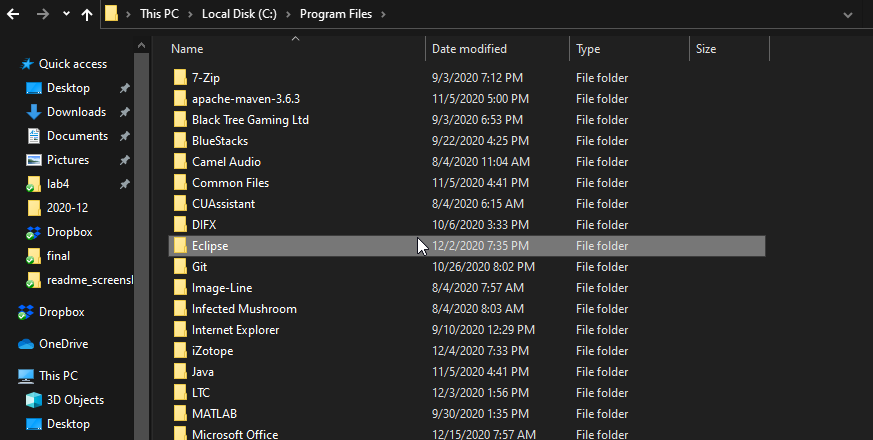 This PC > Local Disk (C:) > Program Files >
Quick access
Desktop
Downloads
Documents
Pictures
lab4
2020-12
Dropbox
final
readme_screensh
Dropbox
OneDrive
This PC
3D Objects
Desktop
Name Date modified Type Size
7-Zip 9/3/2020 7:12 PM File folder
apache-maven-3.6.3 11/5/2020 5:00 PM File folder
Black Tree Gaming Ltd 9/3/2020 6:53 PM File folder
BlueStacks 9/22/2020 4:25 PM File folder
Camel Audio 8/4/2020 11:04 AM File folder
Common Files 11/5/2020 4:41 PM File folder
CUAssistant 8/4/2020 6:15 AM File folder
DIFX 10/6/2020 3:33 PM File folder
Eclipse 12/2/2020 7:35 PM File folder
Git 10/26/2020 8:02 PM File folder
Image-Line 8/4/2020 7:57 AM File folder
Infected Mushroom 8/4/2020 8:03 AM File folder
Internet Explorer 9/10/2020 12:29 PM File folder
iZotope 12/4/2020 7:33 PM File folder
Java 11/5/2020 4:41 PM File folder
LTC 12/3/2020 1:56 PM File folder
MATLAB 9/30/2020 1:35 PM File folder
Microsoft Office 12/15/2020 7:57 AM File folder